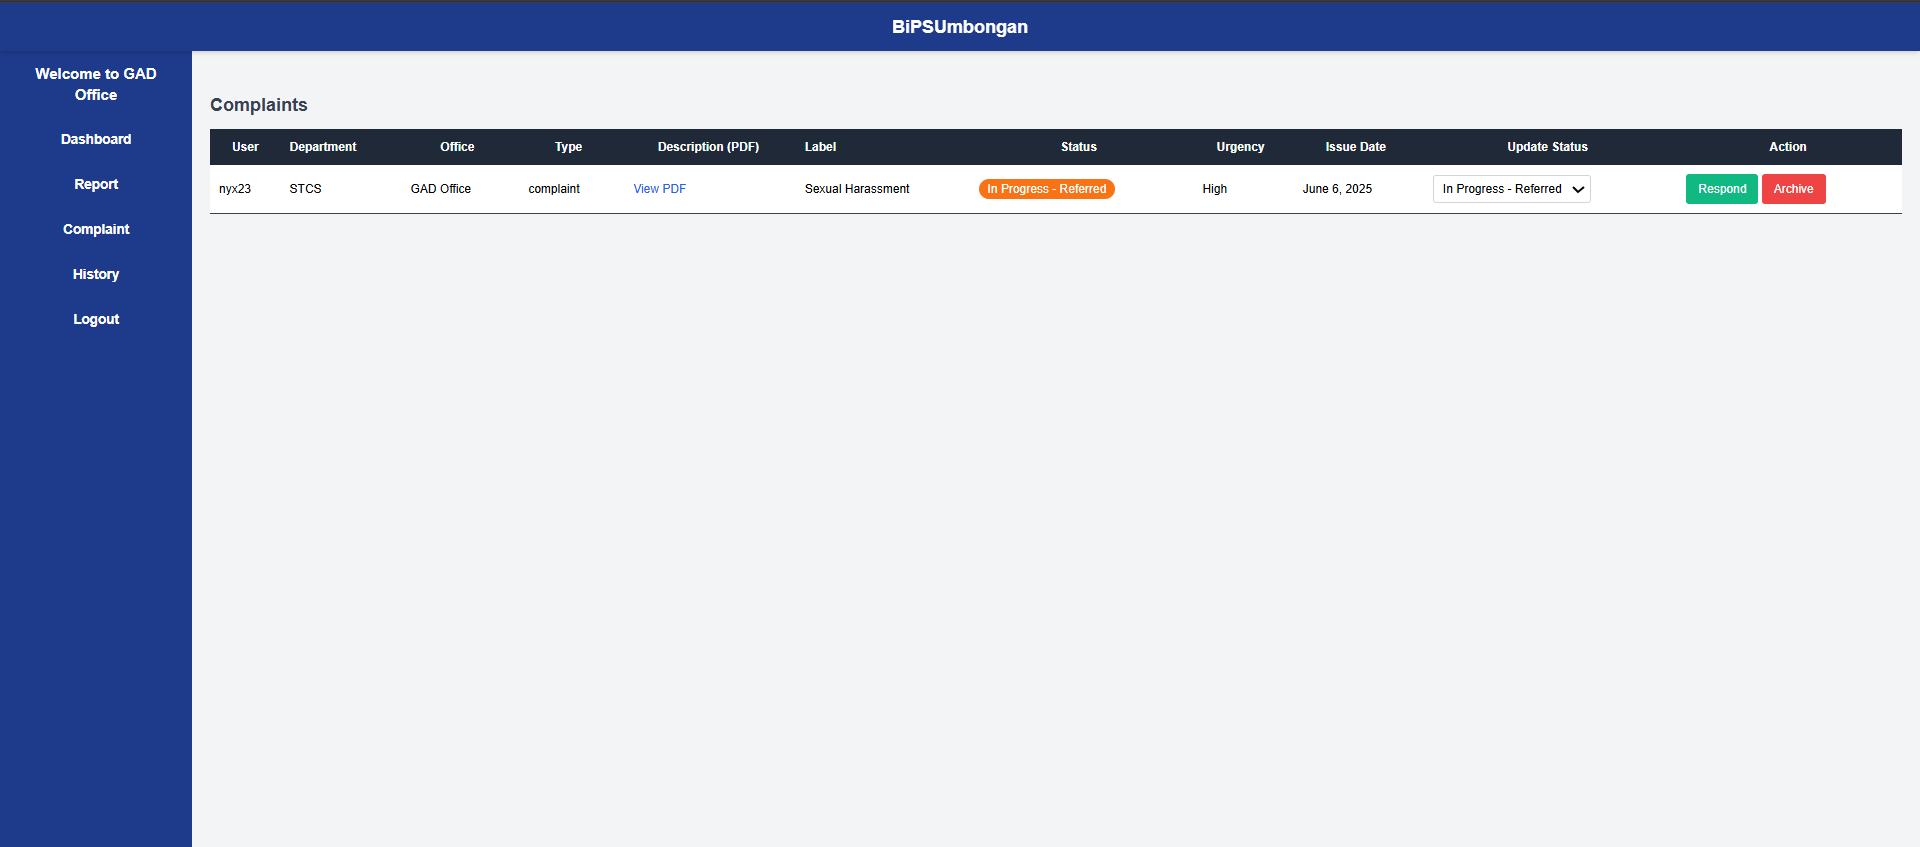 BiPSUmbongan
Welcome to GAD
Office
Dashboard
Report
Complaint
History
Logout
Complaints
User Department Office Type Description (PDF) Label Status Urgency Issue Date Update Status Action
nyx23 STCS GAD Office complaint View PDF Sexual Harassment In Progress - Referred High June 6, 2025 In Progress - Referred Respond Archive